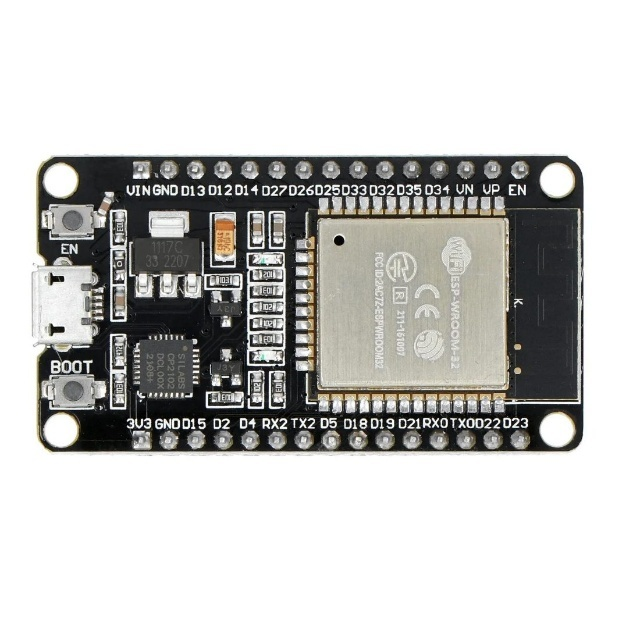 VIN GND D13 D12 D14 D27 D26 D25 D33 D32 D35 D34 VN VP EN
EN
1117C
33 2207
WiFi
ESP-WROOM-32
CE
R 211-161007
FCC ID:2AC7Z-ESPWROOM32
BOOT
SILABS
CP2102
DCL00X
3V3 GND D15 D2 D4 RX2 TX2 D5 D18 D19 D21 RX0 TX0 D22 D23